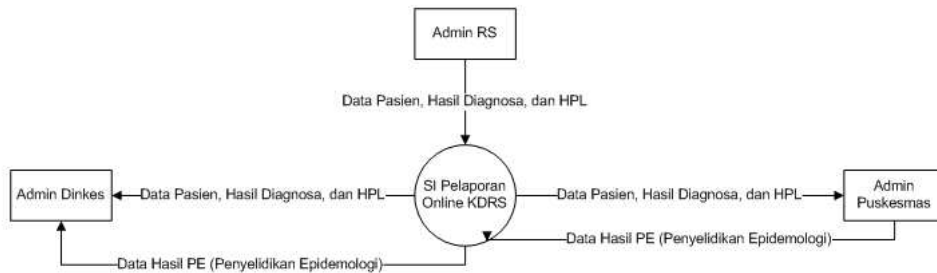 Admin RS
Data Pasien, Hasil Diagnosa, dan HPL
Admin Dinkes
Data Pasien, Hasil Diagnosa, dan HPL
SI Pelaporan
Online KDRS
Data Pasien, Hasil Diagnosa, dan HPL
Admin
Puskesmas
Data Hasil PE (Penyelidikan Epidemologi)
Data Hasil PE (Penyelidikan Epidemologi)